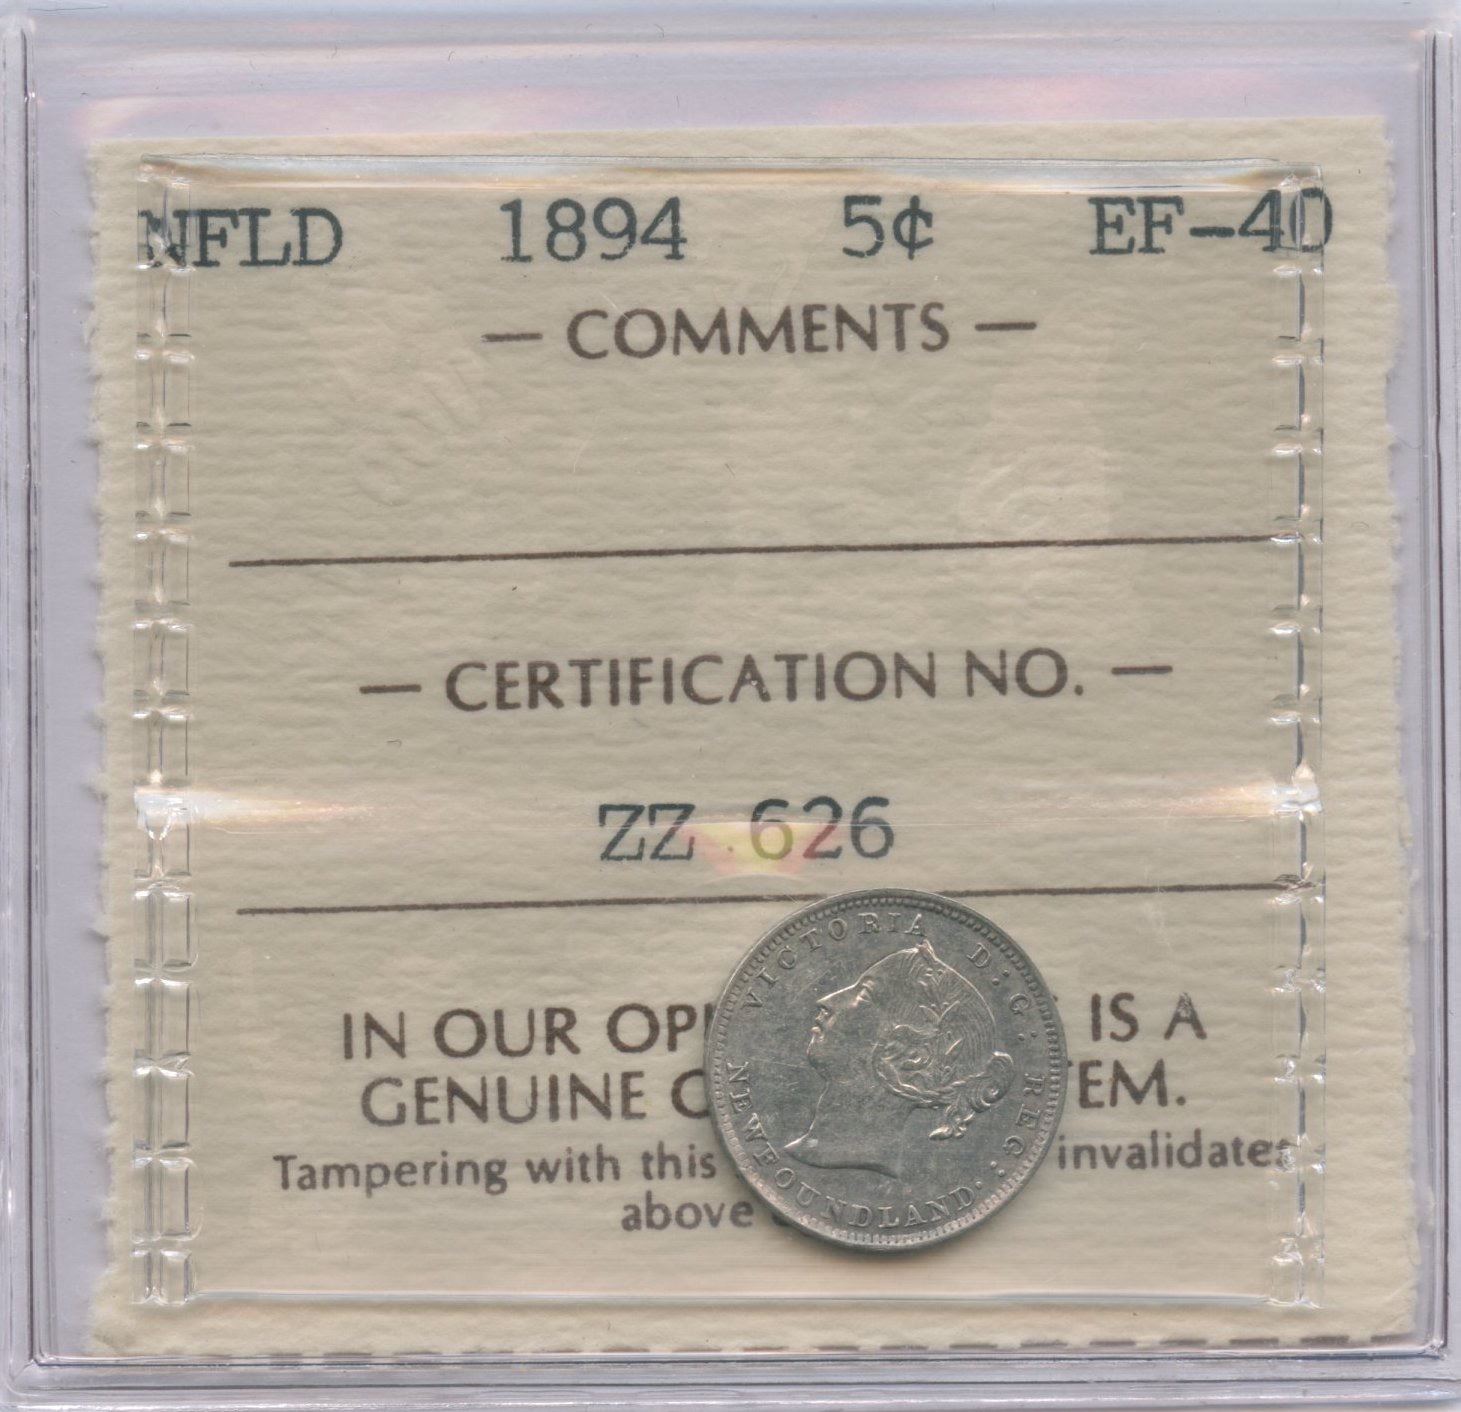 NFLD 1894 5¢ EF-40
— COMMENTS —
— CERTIFICATION NO. —
ZZ 626
IN OUR OPI IS A
GENUINE C EM.
Tampering with this invalidates
above
VICTORIA D:G: REG:
NEWFOUNDLAND.